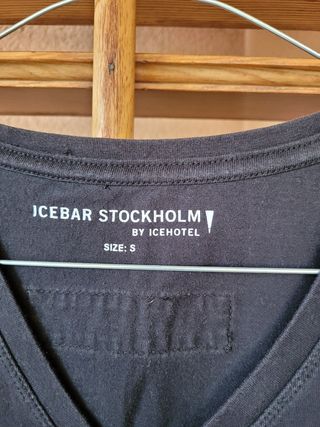 ICEBAR STOCKHOLM
BY ICEHOTEL
SIZE: S